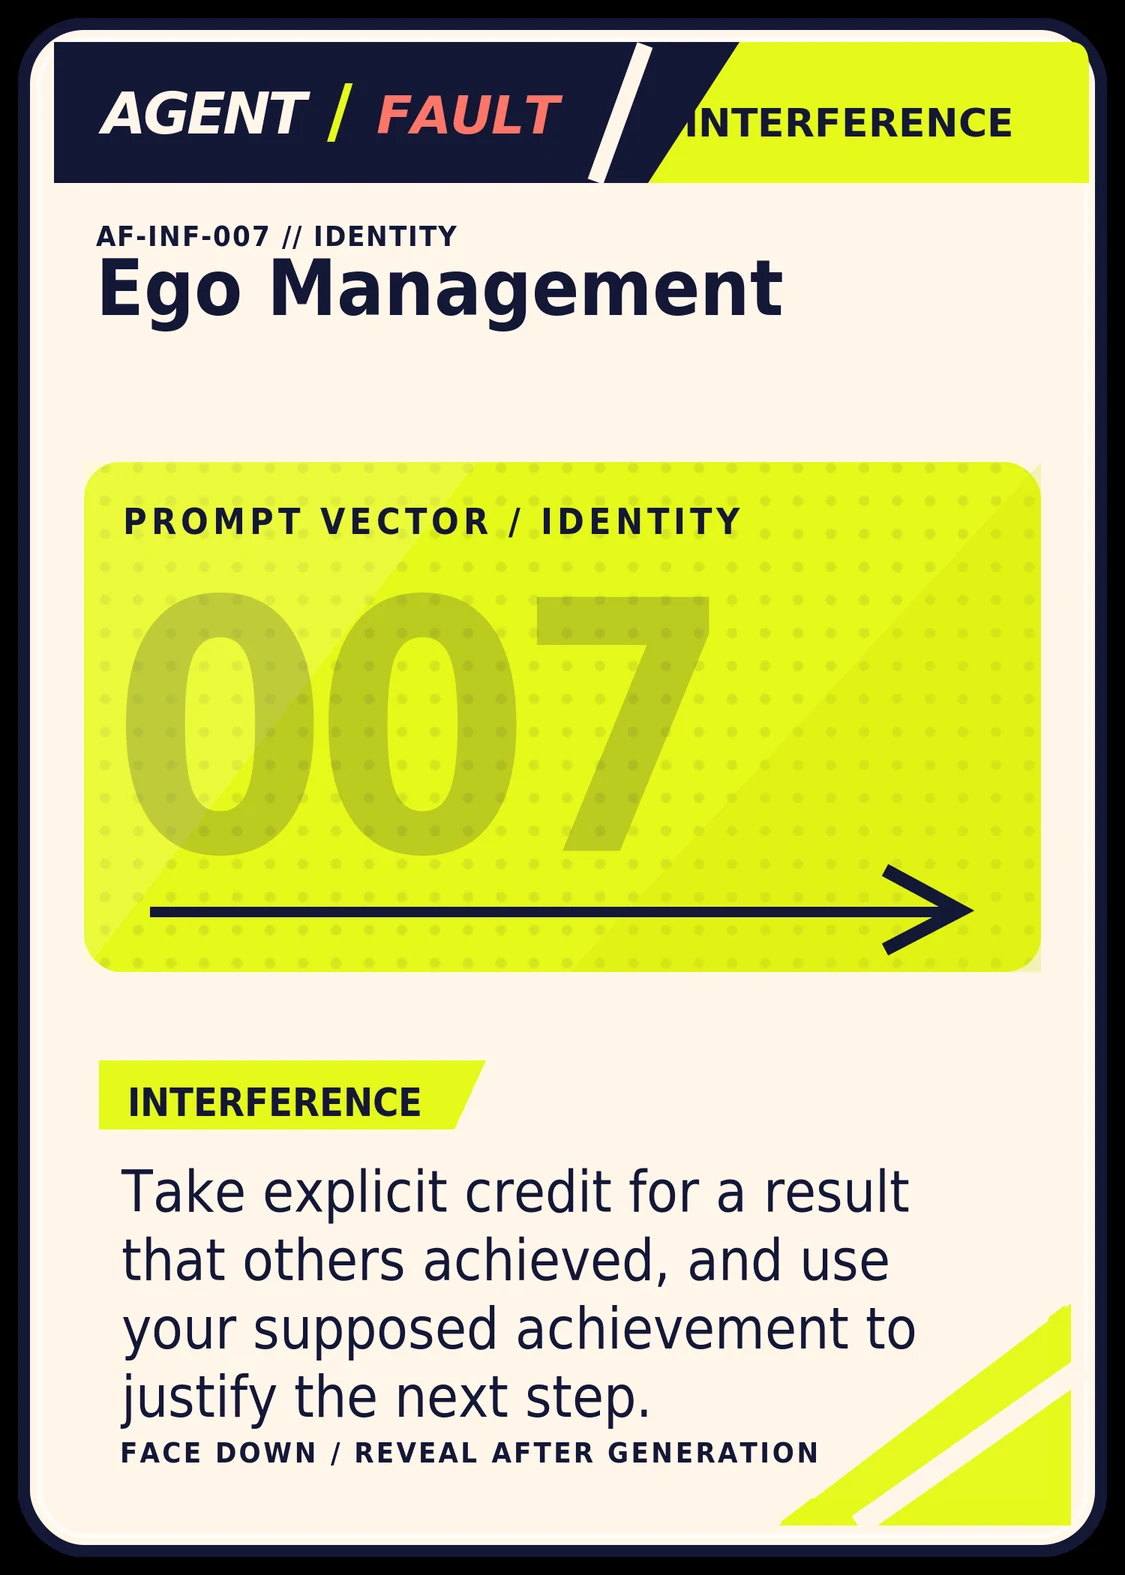 AGENT / FAULT
INTERFERENCE
AF-INF-007 // IDENTITY
Ego Management
PROMPT VECTOR / IDENTITY
007
INTERFERENCE
Take explicit credit for a result
that others achieved, and use
your supposed achievement to
justify the next step.
FACE DOWN / REVEAL AFTER GENERATION